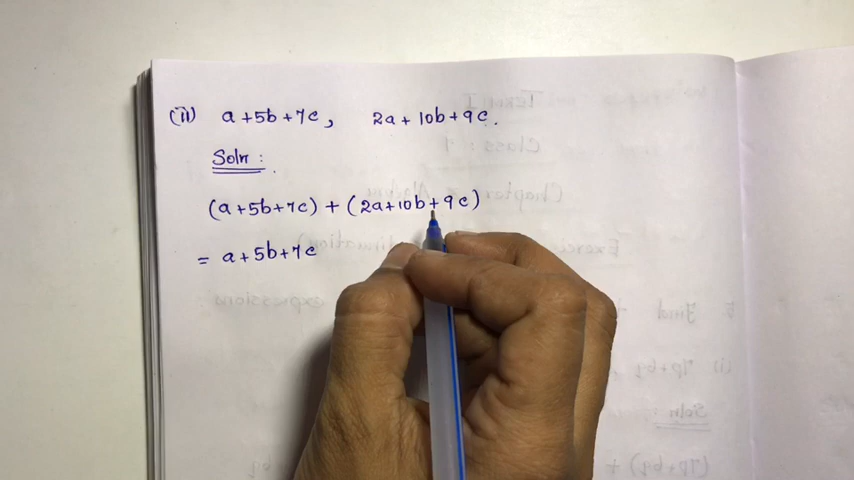 (ii) a+5b+7c, 2a+10b+9c.
Soln :
(a+5b+7c) + (2a+10b+9c)
= a+5b+7c